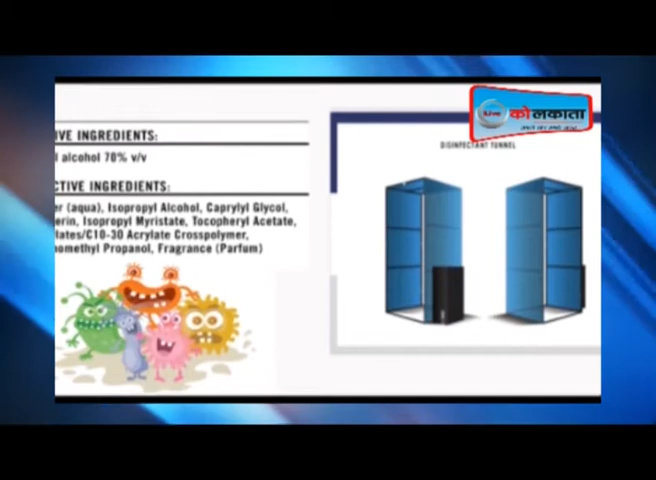 IVE INGREDIENTS:
l alcohol 70% v/v
CTIVE INGREDIENTS:
er (aqua), Isopropyl Alcohol, Caprylyl Glycol,
erin, Isopropyl Myristate, Tocopheryl Acetate,
lates/C10-30 Acrylate Crosspolymer,
nomethyl Propanol, Fragrance (Parfum)
Live कोलकाता
DISINFECTANT TUNNEL